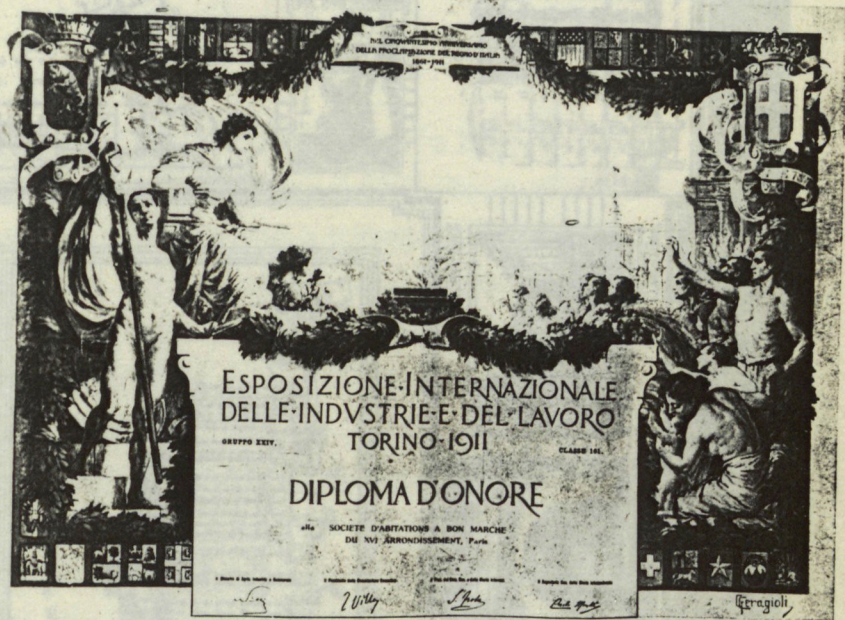 NEL CINQUANTESIMO ANNIVERSARIO
DELLA PROCLAMAZIONE DEL REGNO D'ITALIA
1861-1911
ESPOSIZIONE·INTERNAZIONALE
DELLE·INDVSTRIE·E·DEL·LAVORO
TORINO·1911
GRUPPO XXIV.
CLASSE 161.
DIPLOMA D'ONORE
alla SOCIETE D'ABITATIONS A BON MARCHE
DU XVI ARRONDISSEMENT, Paris